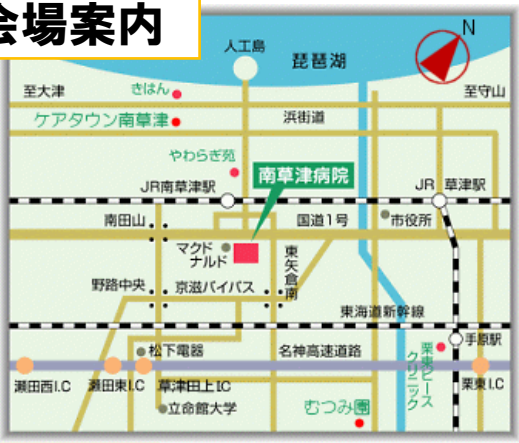 会場案内
N
人工島
琵琶湖
至大津
きはん
至守山
ケアタウン南草津
浜街道
やわらぎ苑
南草津病院
JR南草津駅
JR 草津駅
南田山
国道1号
市役所
マクド
ナルド
東矢倉南
野路中央
京滋バイパス
東海道新幹線
手原駅
松下電器
名神高速道路
栗東ピース
クリニック
瀬田西I.C
瀬田東I.C
草津田上IC
栗東I.C
立命館大学
むつみ園